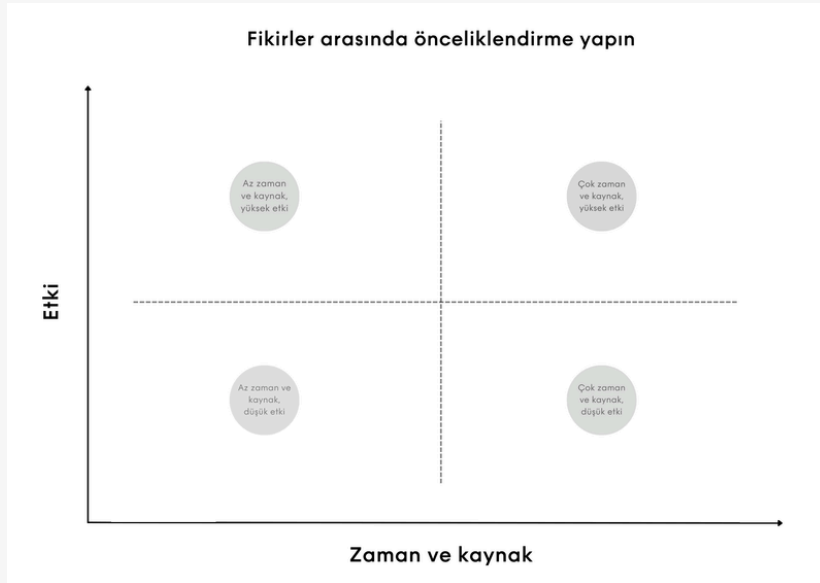 Fikirler arasında önceliklendirme yapın
Az zaman
ve kaynak,
yüksek etki
Çok zaman
ve kaynak,
yüksek etki
Etki
Az zaman ve
kaynak,
düşük etki
Çok zaman
ve kaynak,
düşük etki
Zaman ve kaynak